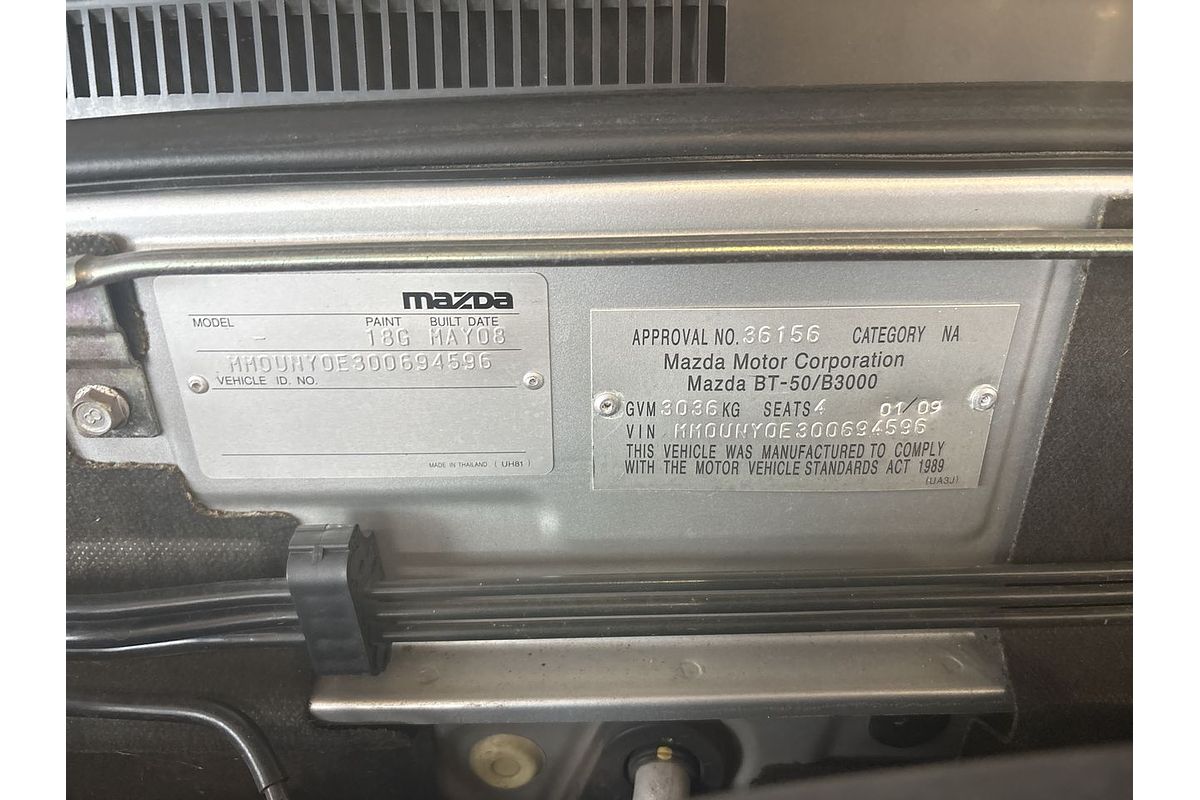 mazda
MODEL PAINT BUILT DATE
- 18G MAY08
MM0UNY0E300694596
VEHICLE ID. NO.
MADE IN THAILAND ( UH81 )
APPROVAL NO. 36156 CATEGORY NA
Mazda Motor Corporation
Mazda BT-50/B3000
GVM 3036 KG SEATS 4 01/09
VIN MM0UNY0E300694596
THIS VEHICLE WAS MANUFACTURED TO COMPLY
WITH THE MOTOR VEHICLE STANDARDS ACT 1989
(UA3J)